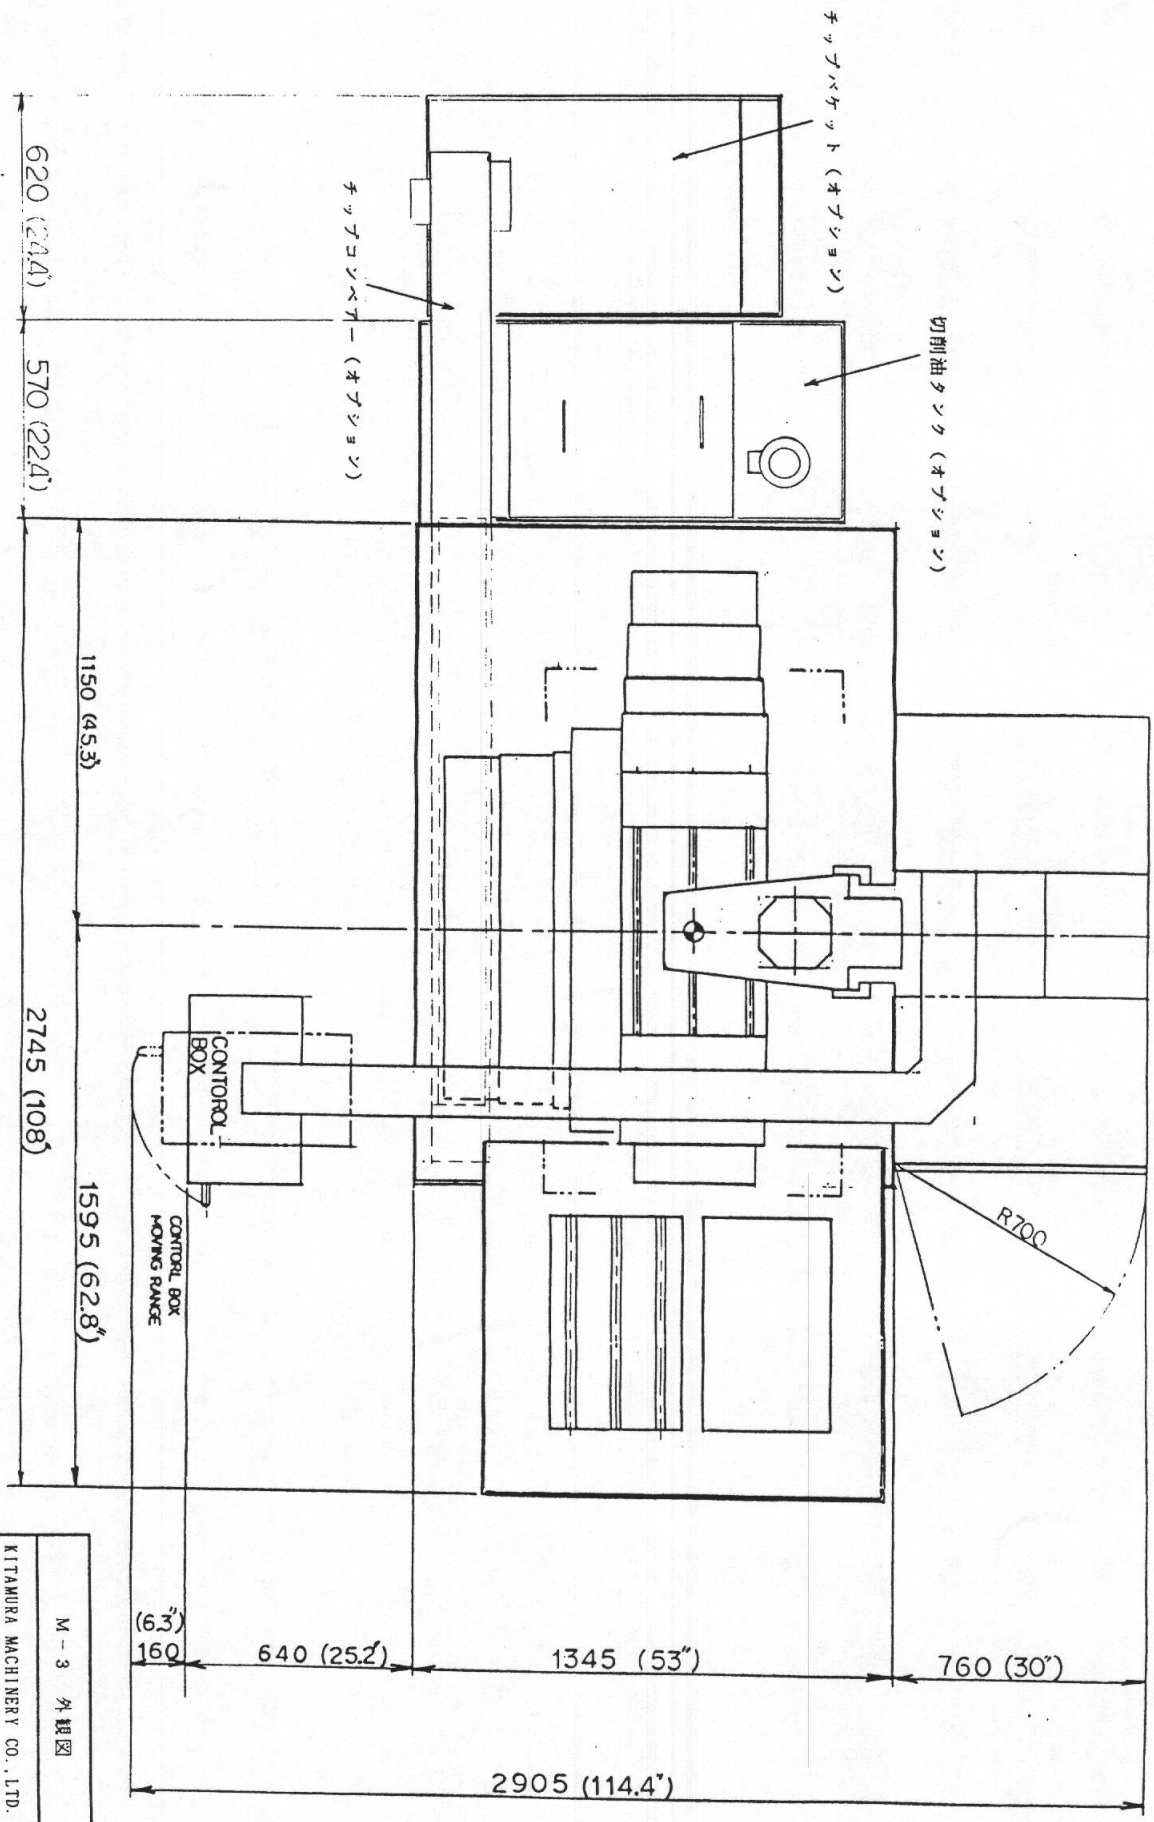 チップバケット (オプション)
切削油タンク (オプション)
チップコンベアー (オプション)
620 (24.4")
570 (22.4")
1150 (45.3")
2745 (108")
1595 (62.8")
CONTOROL
BOX
CONTORL BOX
MOVING RANGE
R700
(6.3")
160
640 (25.2")
1345 (53")
760 (30")
2905 (114.4")
M-3 外観図
KITAMURA MACHINERY CO., LTD.